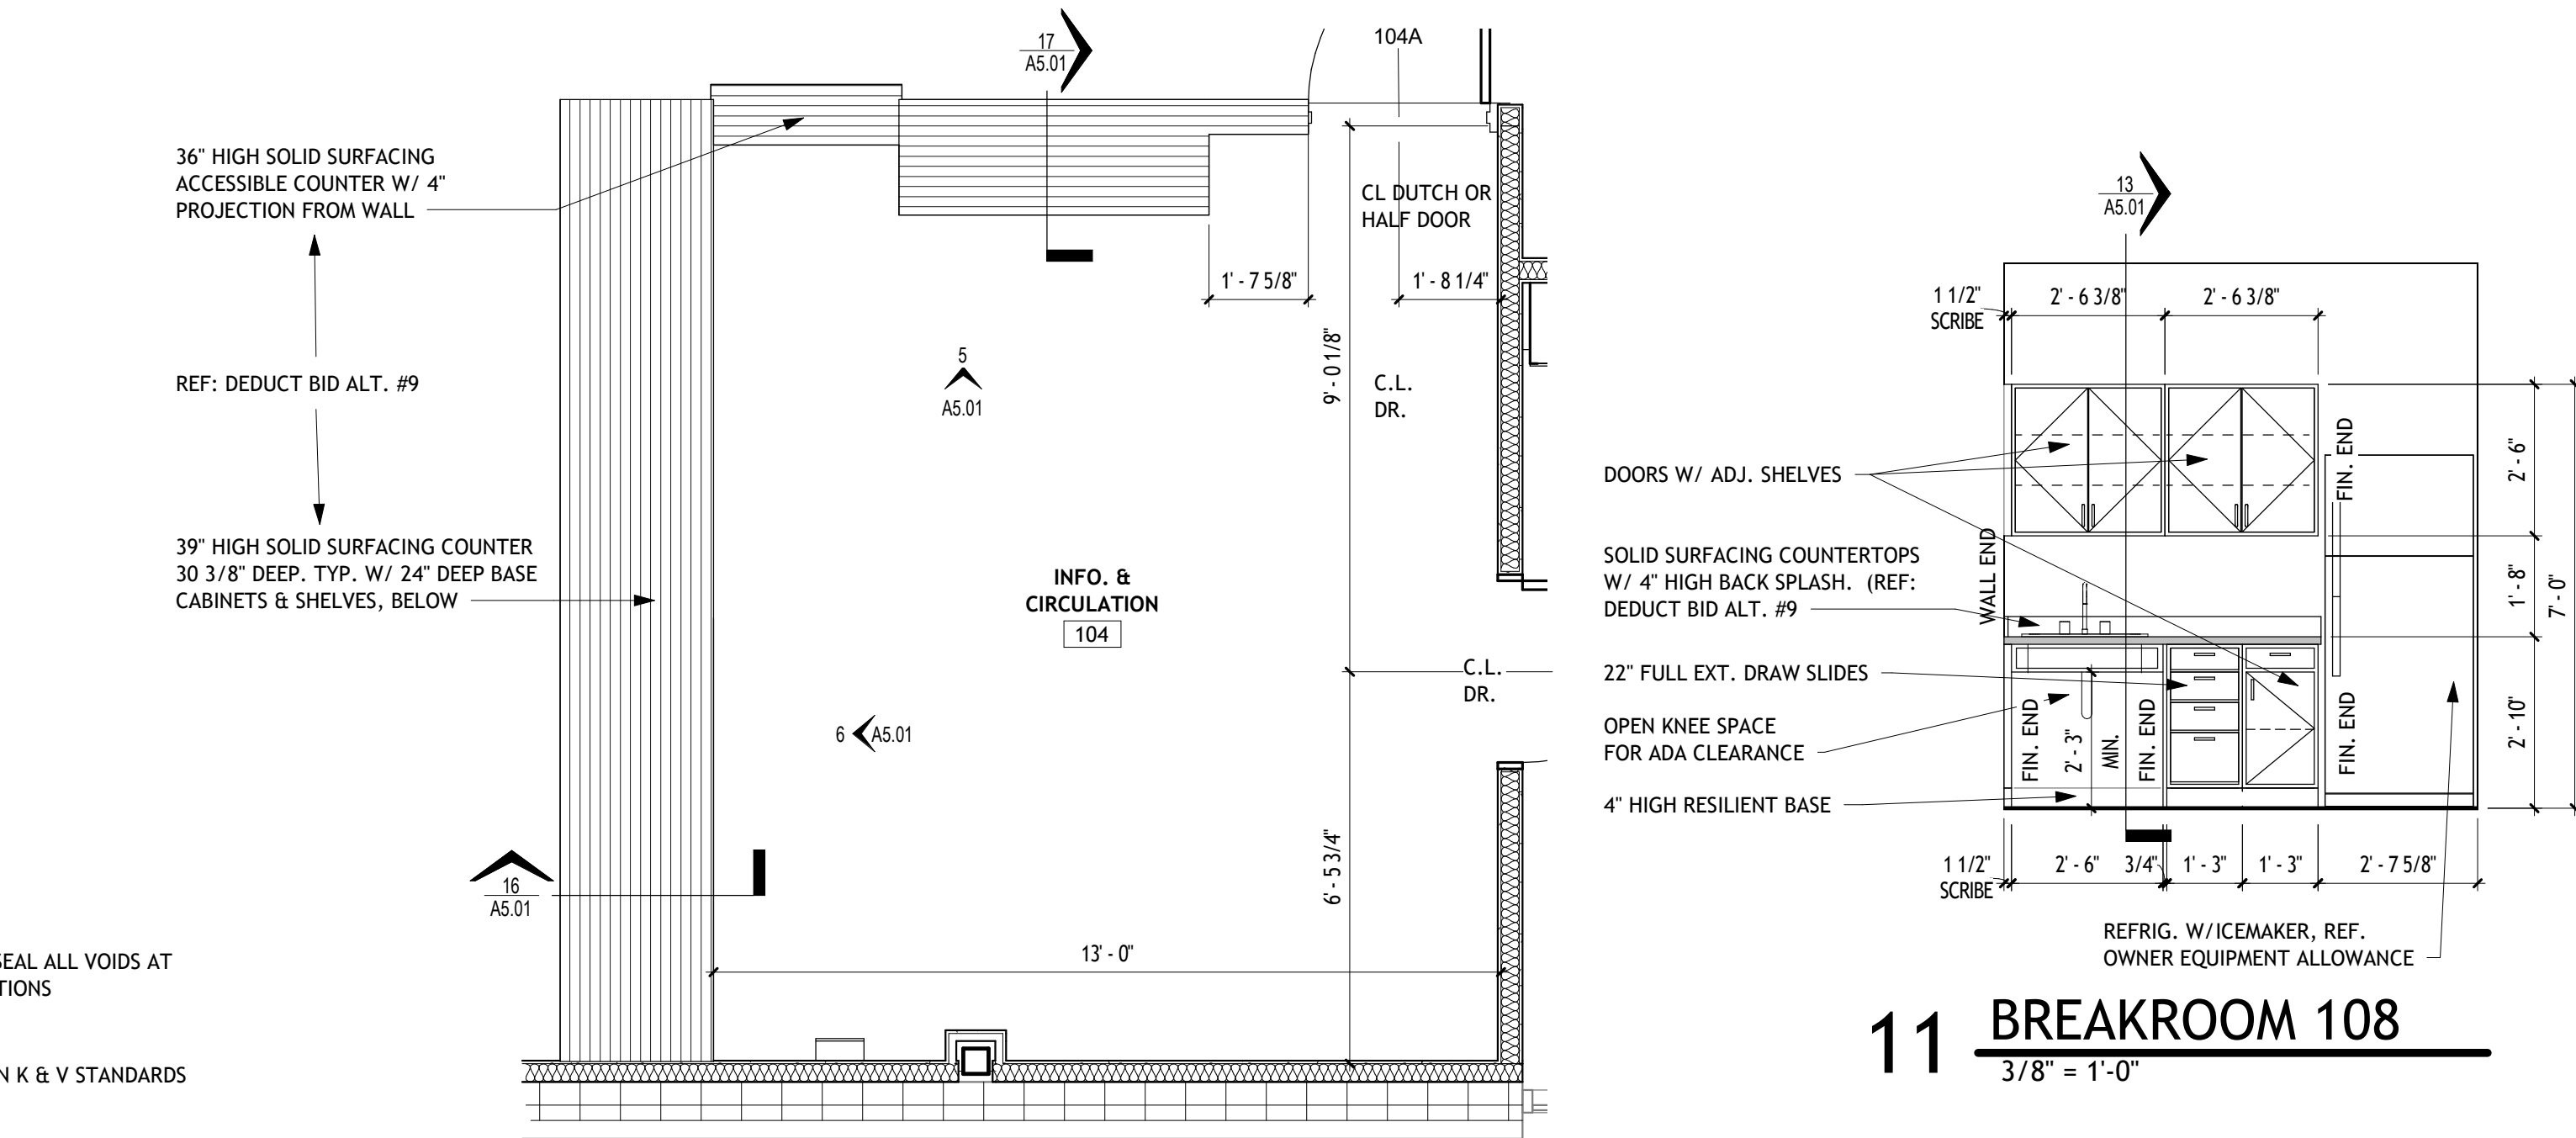 17
A5.01
104A
36" HIGH SOLID SURFACING
ACCESSIBLE COUNTER W/ 4"
PROJECTION FROM WALL
REF: DEDUCT BID ALT. #9
39" HIGH SOLID SURFACING COUNTER
30 3/8" DEEP. TYP. W/ 24" DEEP BASE
CABINETS & SHELVES, BELOW
CL DUTCH OR
HALF DOOR
1' - 7 5/8"
1' - 8 1/4"
9' - 0 1/8"
C.L.
DR.
5
A5.01
INFO. &
CIRCULATION
104
C.L.
DR.
6 A5.01
6' - 5 3/4"
16
A5.01
13' - 0"
SEAL ALL VOIDS AT
TIONS
N K & V STANDARDS
13
A5.01
1 1/2"
SCRIBE
2' - 6 3/8"
2' - 6 3/8"
DOORS W/ ADJ. SHELVES
SOLID SURFACING COUNTERTOPS
W/ 4" HIGH BACK SPLASH. (REF:
DEDUCT BID ALT. #9
22" FULL EXT. DRAW SLIDES
OPEN KNEE SPACE
FOR ADA CLEARANCE
4" HIGH RESILIENT BASE
WALL END
FIN. END
FIN. END
2' - 3"
MIN.
FIN. END
FIN. END
2' - 6"
1' - 8"
2' - 10"
7' - 0"
1 1/2"
SCRIBE
2' - 6"
3/4"
1' - 3"
1' - 3"
2' - 7 5/8"
REFRIG. W/ICEMAKER, REF.
OWNER EQUIPMENT ALLOWANCE
11 BREAKROOM 108
3/8" = 1'-0"